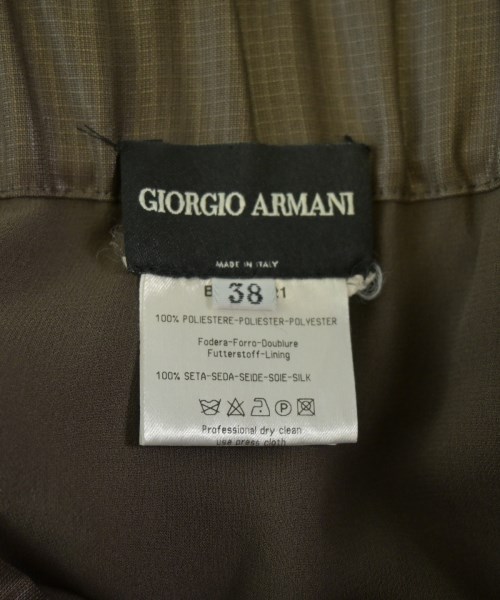 GIORGIO ARMANI
MADE IN ITALY
38
100% POLIESTERE-POLIESTER-POLYESTER
Fodera-Forro-Doublure
Futterstoff-Lining
100% SETA-SEDA-SEIDE-SOIE-SILK
P
Professional dry clean
use press cloth